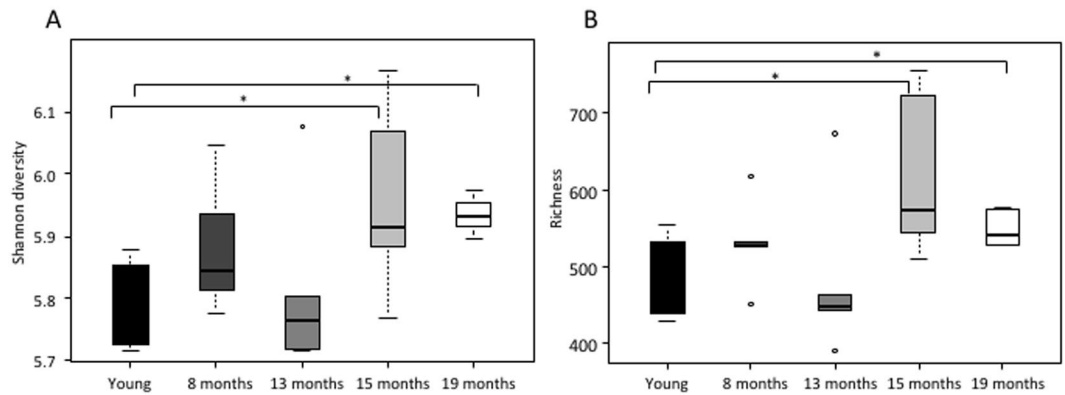 A
B
Shannon diversity
6.1
6.0
5.9
5.8
5.7
*
*
Young 8 months 13 months 15 months 19 months
Richness
700
600
500
400
*
*
Young 8 months 13 months 15 months 19 months